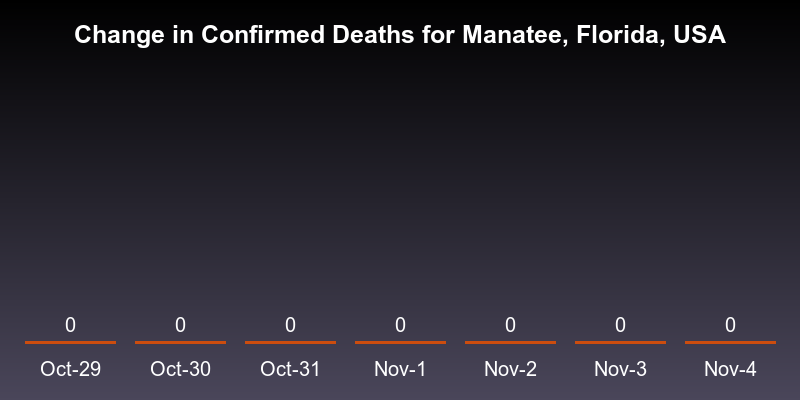 Change in Confirmed Deaths for Manatee, Florida, USA
0 0 0 0 0 0 0
Oct-29 Oct-30 Oct-31 Nov-1 Nov-2 Nov-3 Nov-4